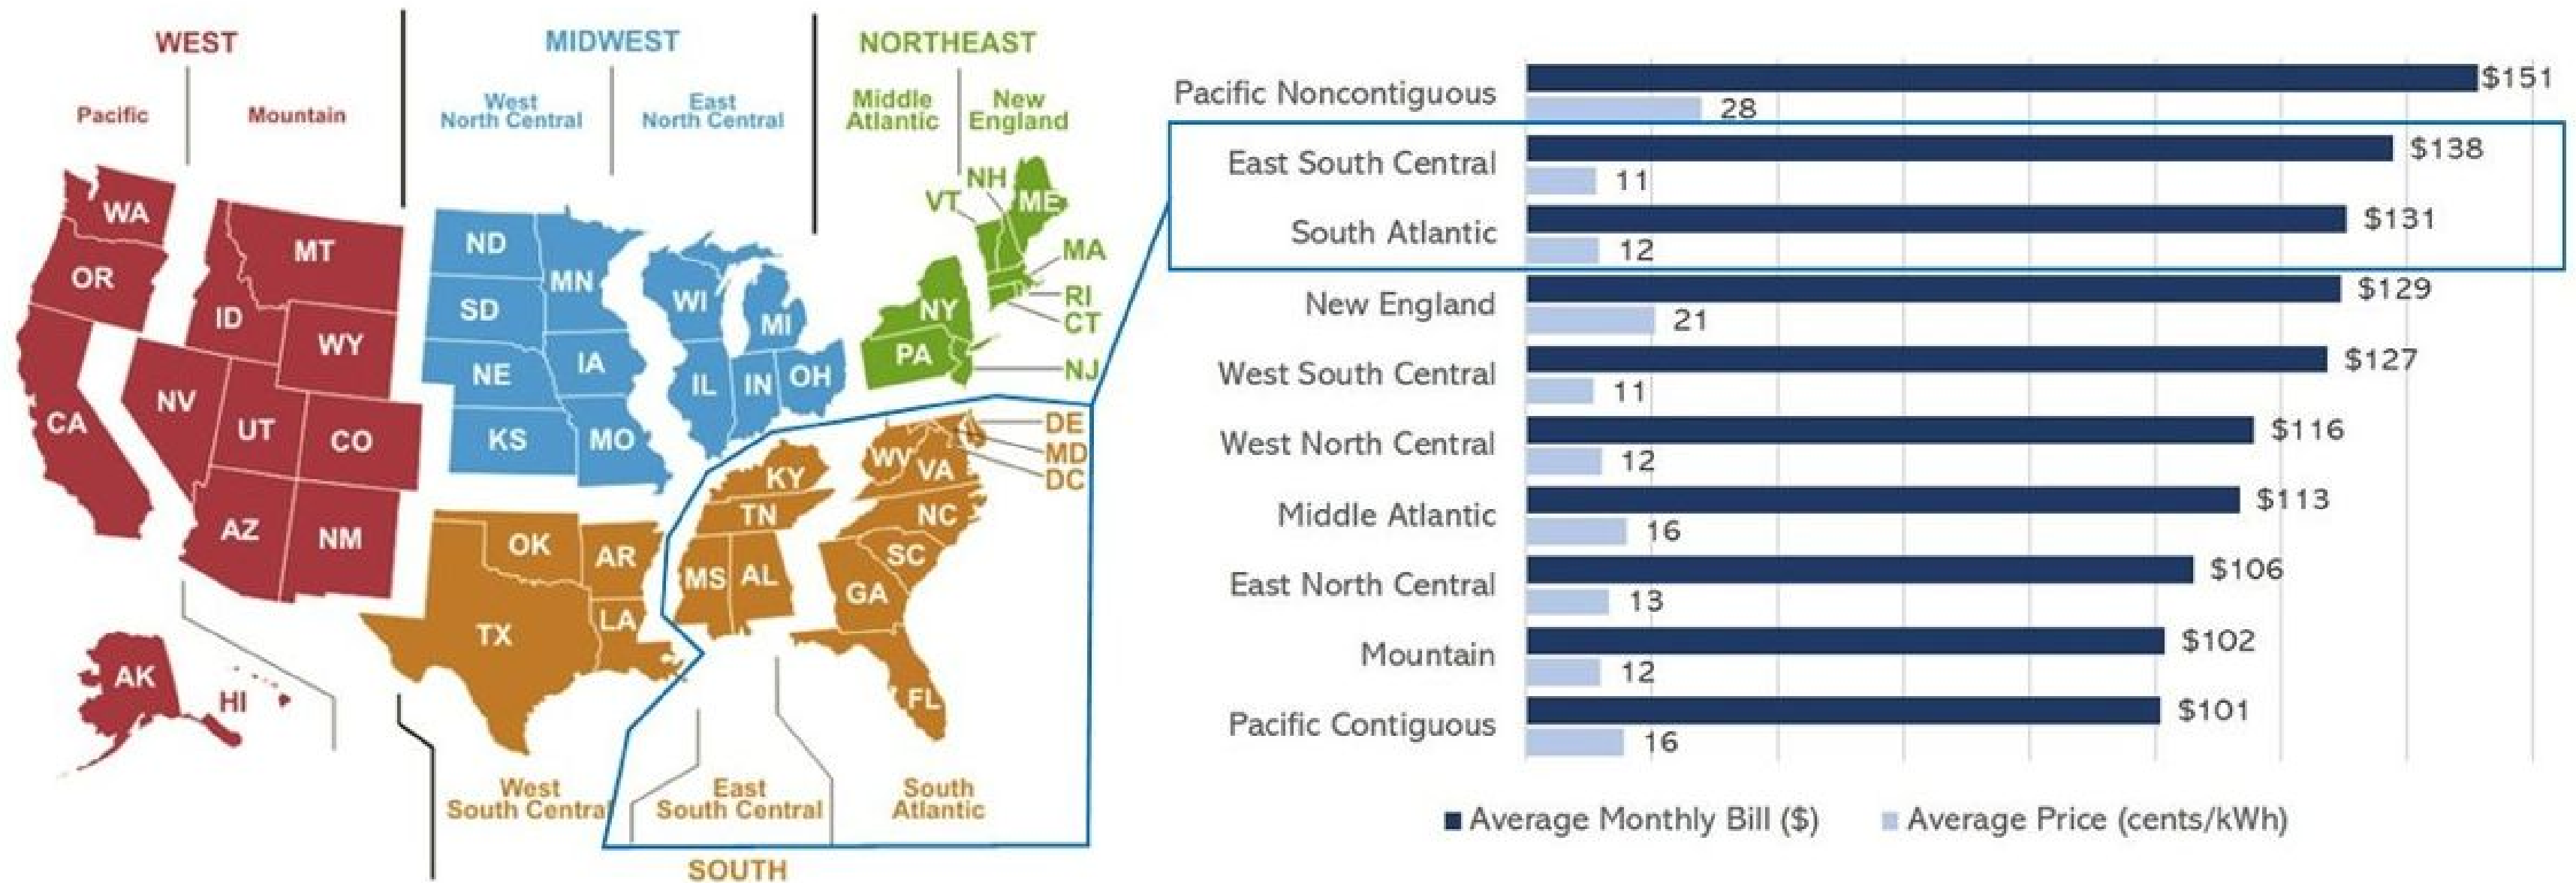 WEST
MIDWEST
NORTHEAST
Pacific
Mountain
West
North Central
East
North Central
Middle
Atlantic
New
England
WA
OR
CA
MT
ID
WY
NV
UT
CO
AZ
NM
AK
HI
ND
SD
NE
KS
MN
IA
MO
WI
MI
IL
IN
OH
VT
NH
ME
MA
RI
CT
NY
PA
NJ
DE
MD
DC
WV
VA
KY
TN
NC
SC
MS
AL
GA
FL
OK
AR
TX
LA
West
South Central
East
South Central
South
Atlantic
SOUTH
Pacific Noncontiguous
$151
28
East South Central
$138
11
South Atlantic
$131
12
New England
$129
21
West South Central
$127
11
West North Central
$116
12
Middle Atlantic
$113
16
East North Central
$106
13
Mountain
$102
12
Pacific Contiguous
$101
16
Average Monthly Bill ($)
Average Price (cents/kWh)